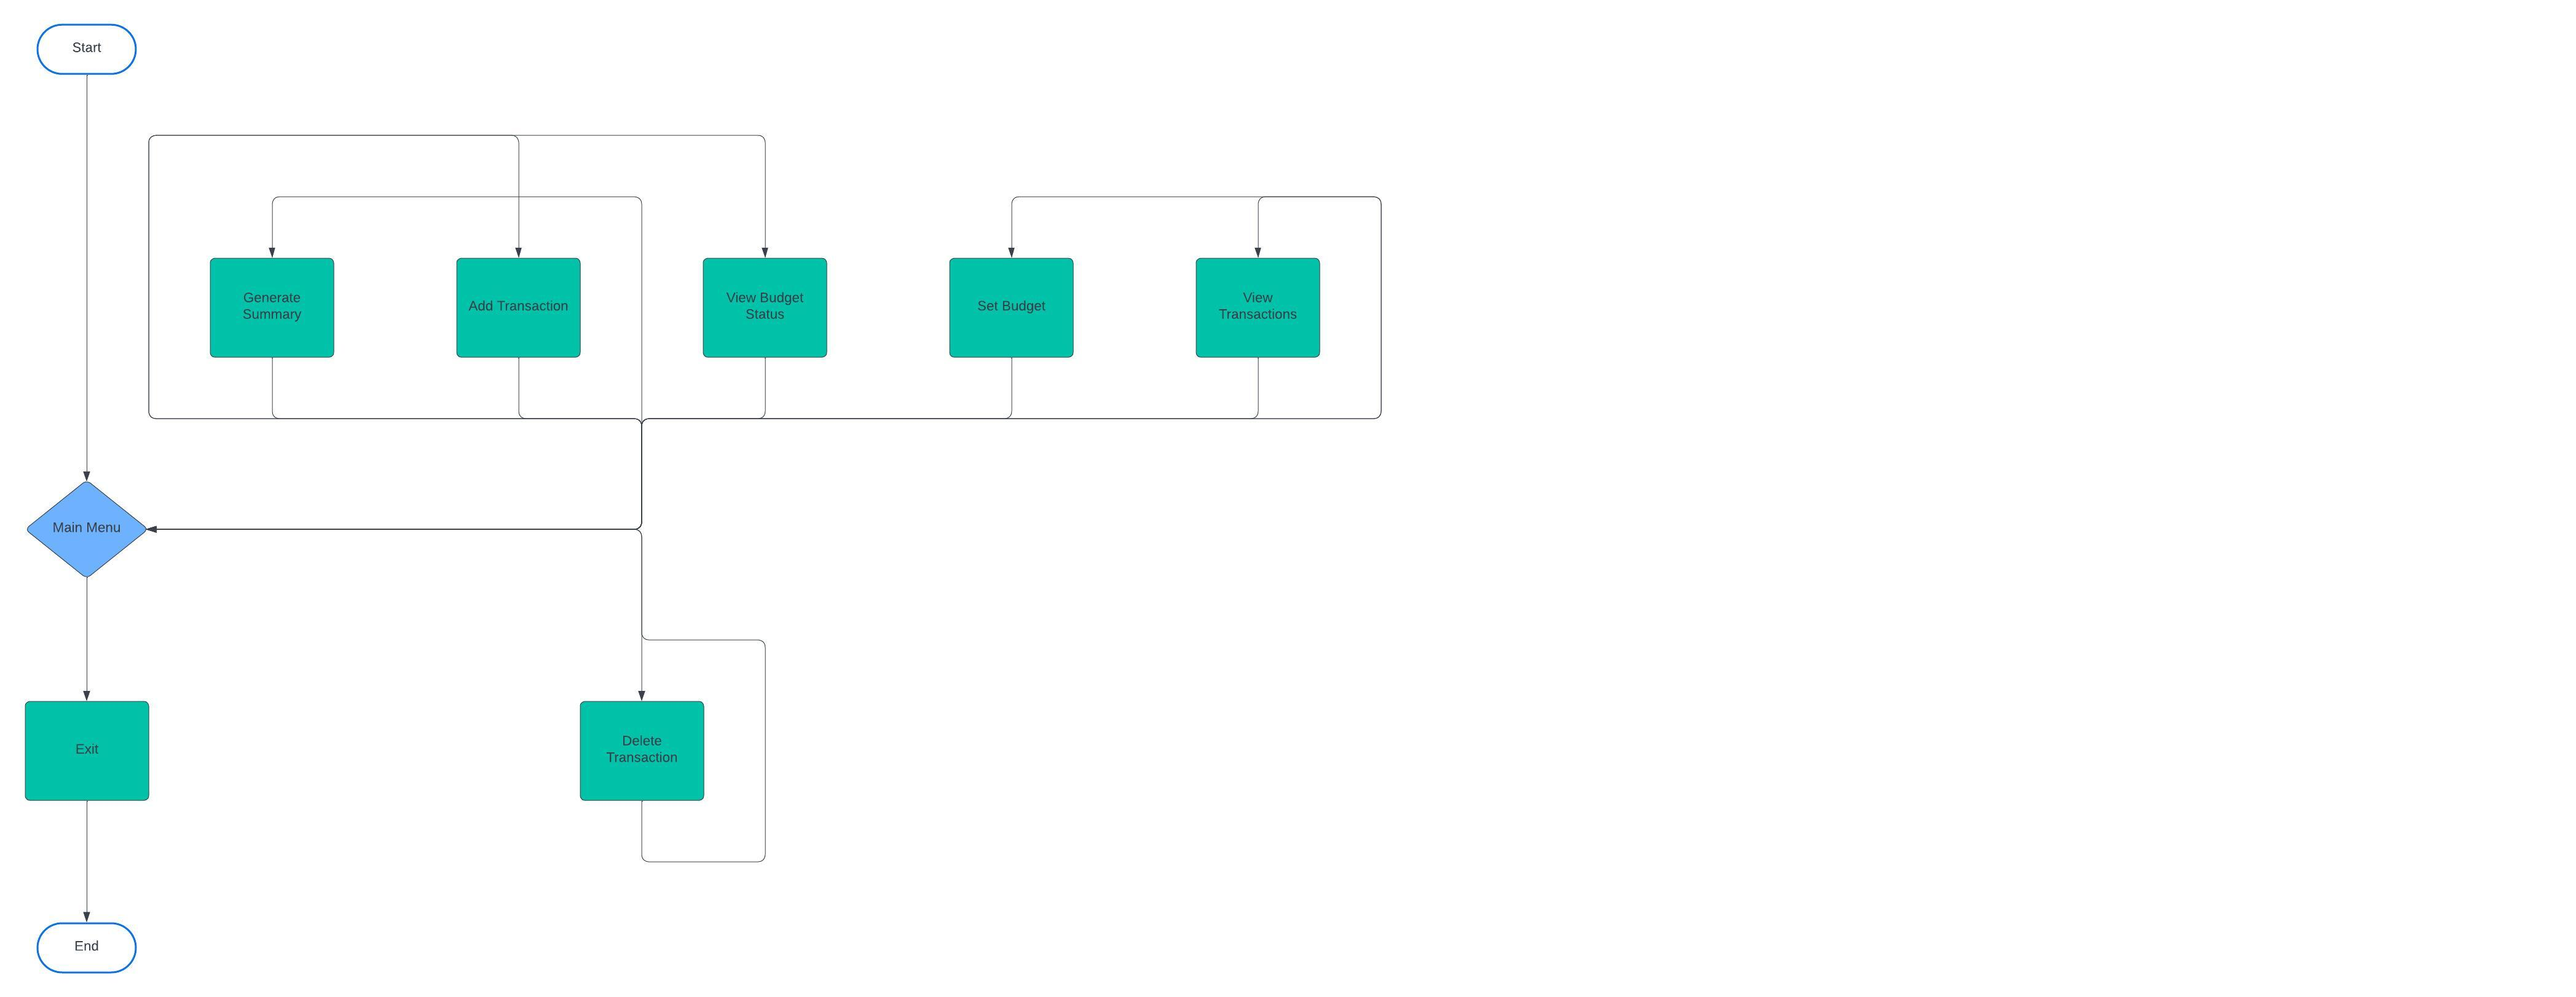 Start
Generate
Summary
Add Transaction
View Budget
Status
Set Budget
View
Transactions
Main Menu
Exit
Delete
Transaction
End